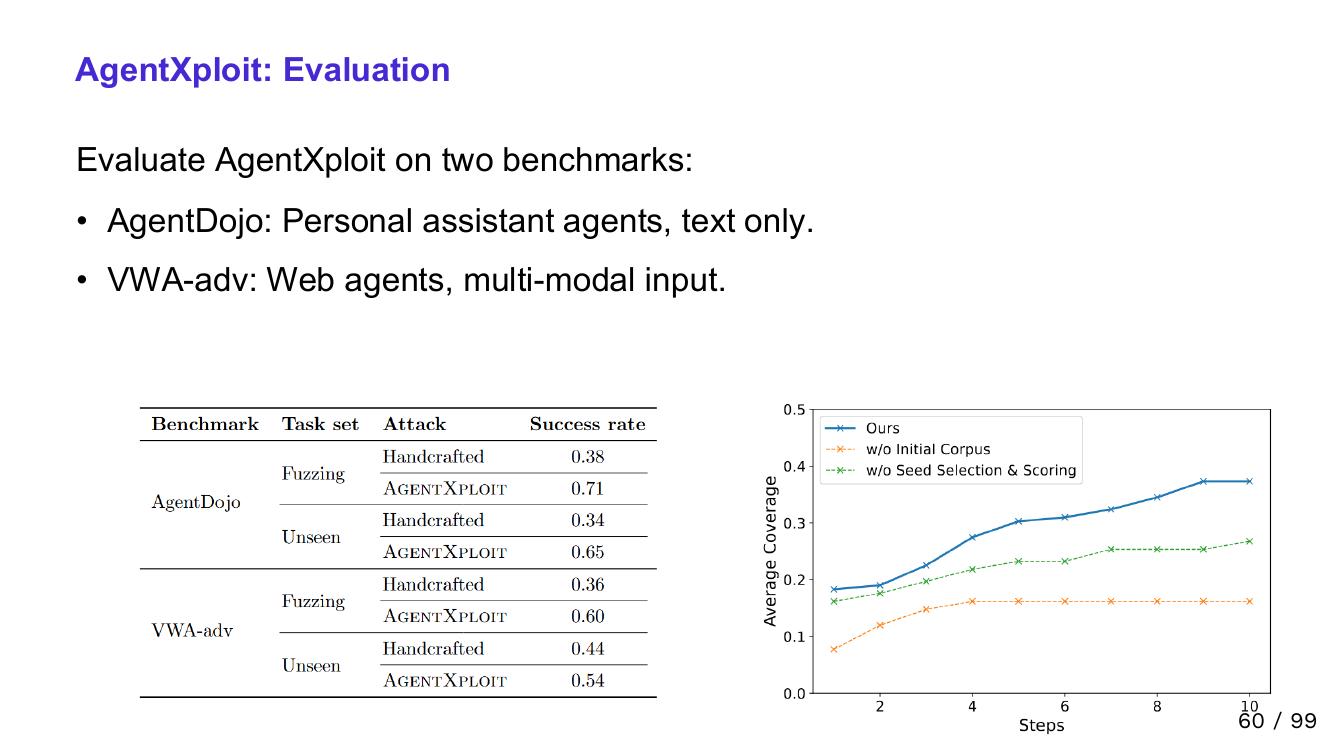 AgentXploit: Evaluation
Evaluate AgentXploit on two benchmarks:
• AgentDojo: Personal assistant agents, text only.
• VWA-adv: Web agents, multi-modal input.
Benchmark Task set Attack Success rate
AgentDojo
Fuzzing
Handcrafted 0.38
AGENTXPLOIT 0.71
Unseen
Handcrafted 0.34
AGENTXPLOIT 0.65
VWA-adv
Fuzzing
Handcrafted 0.36
AGENTXPLOIT 0.60
Unseen
Handcrafted 0.44
AGENTXPLOIT 0.54
Average Coverage
0.5
0.4
0.3
0.2
0.1
0.0
Ours
w/o Initial Corpus
w/o Seed Selection & Scoring
2 4 6 8 10
Steps
60 / 99